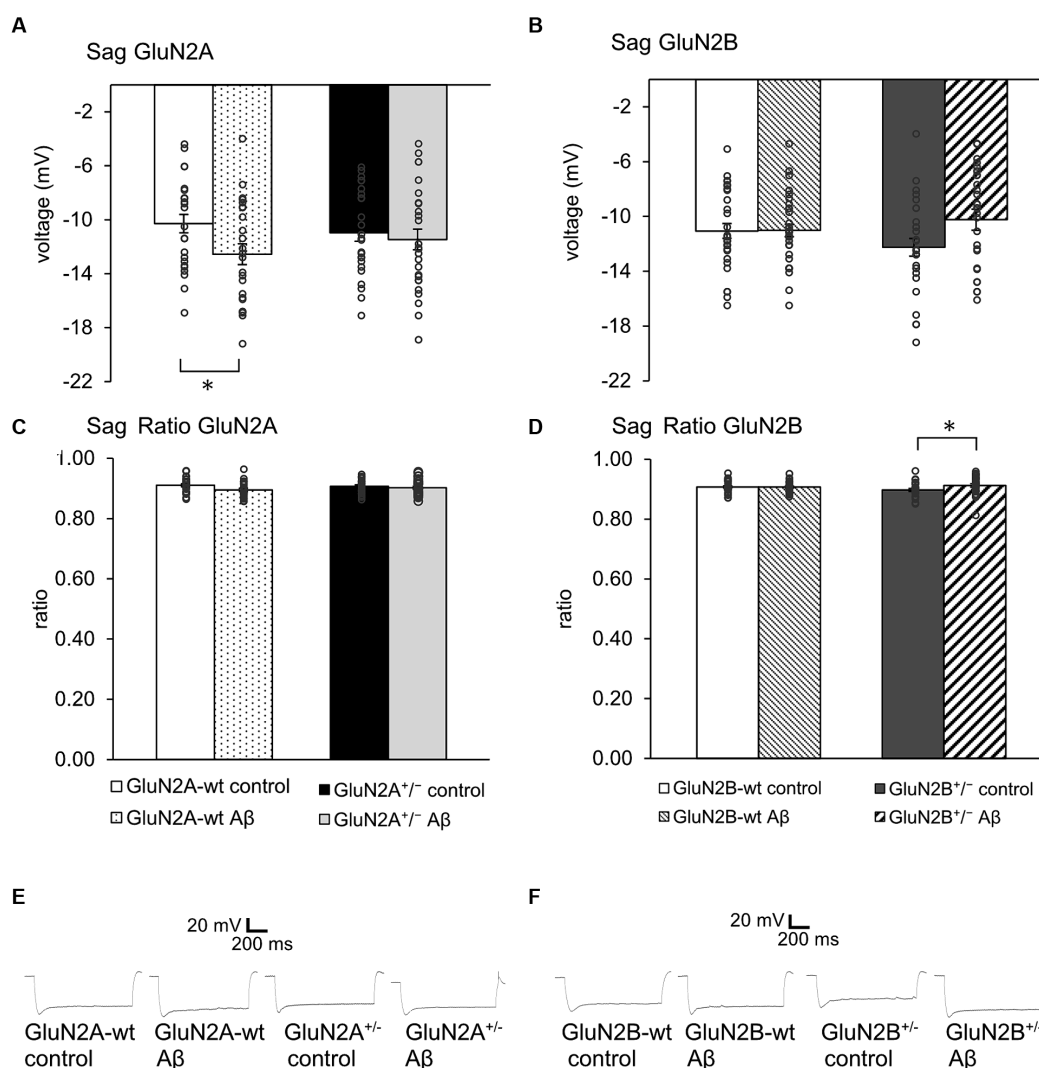 A
Sag GluN2A
voltage (mV)
-2
-6
-10
-14
-18
-22
*
B
Sag GluN2B
voltage (mV)
-2
-6
-10
-14
-18
-22
C
Sag Ratio GluN2A
ratio
1.00
0.80
0.60
0.40
0.20
0.00
GluN2A-wt control
GluN2A+/− control
GluN2A-wt Aβ
GluN2A+/− Aβ
D
Sag Ratio GluN2B
*
ratio
1.00
0.80
0.60
0.40
0.20
0.00
GluN2B-wt control
GluN2B+/− control
GluN2B-wt Aβ
GluN2B+/− Aβ
E
20 mV
200 ms
GluN2A-wt
control
GluN2A-wt
Aβ
GluN2A+/-
control
GluN2A+/-
Aβ
F
20 mV
200 ms
GluN2B-wt
control
GluN2B-wt
Aβ
GluN2B+/-
control
GluN2B+/-
Aβ